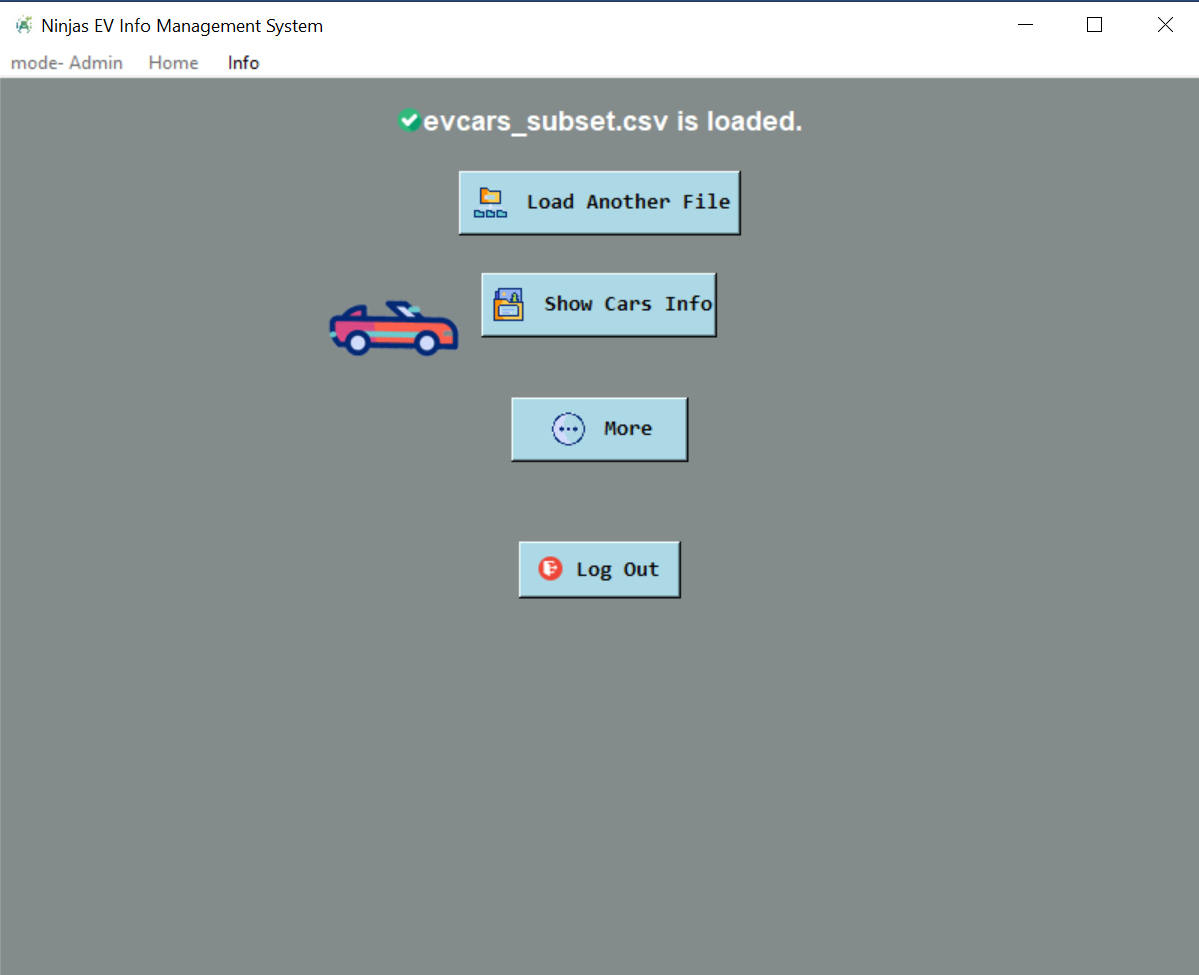 Ninjas EV Info Management System
mode- Admin Home Info
evcars_subset.csv is loaded.
Load Another File
Show Cars Info
More
Log Out